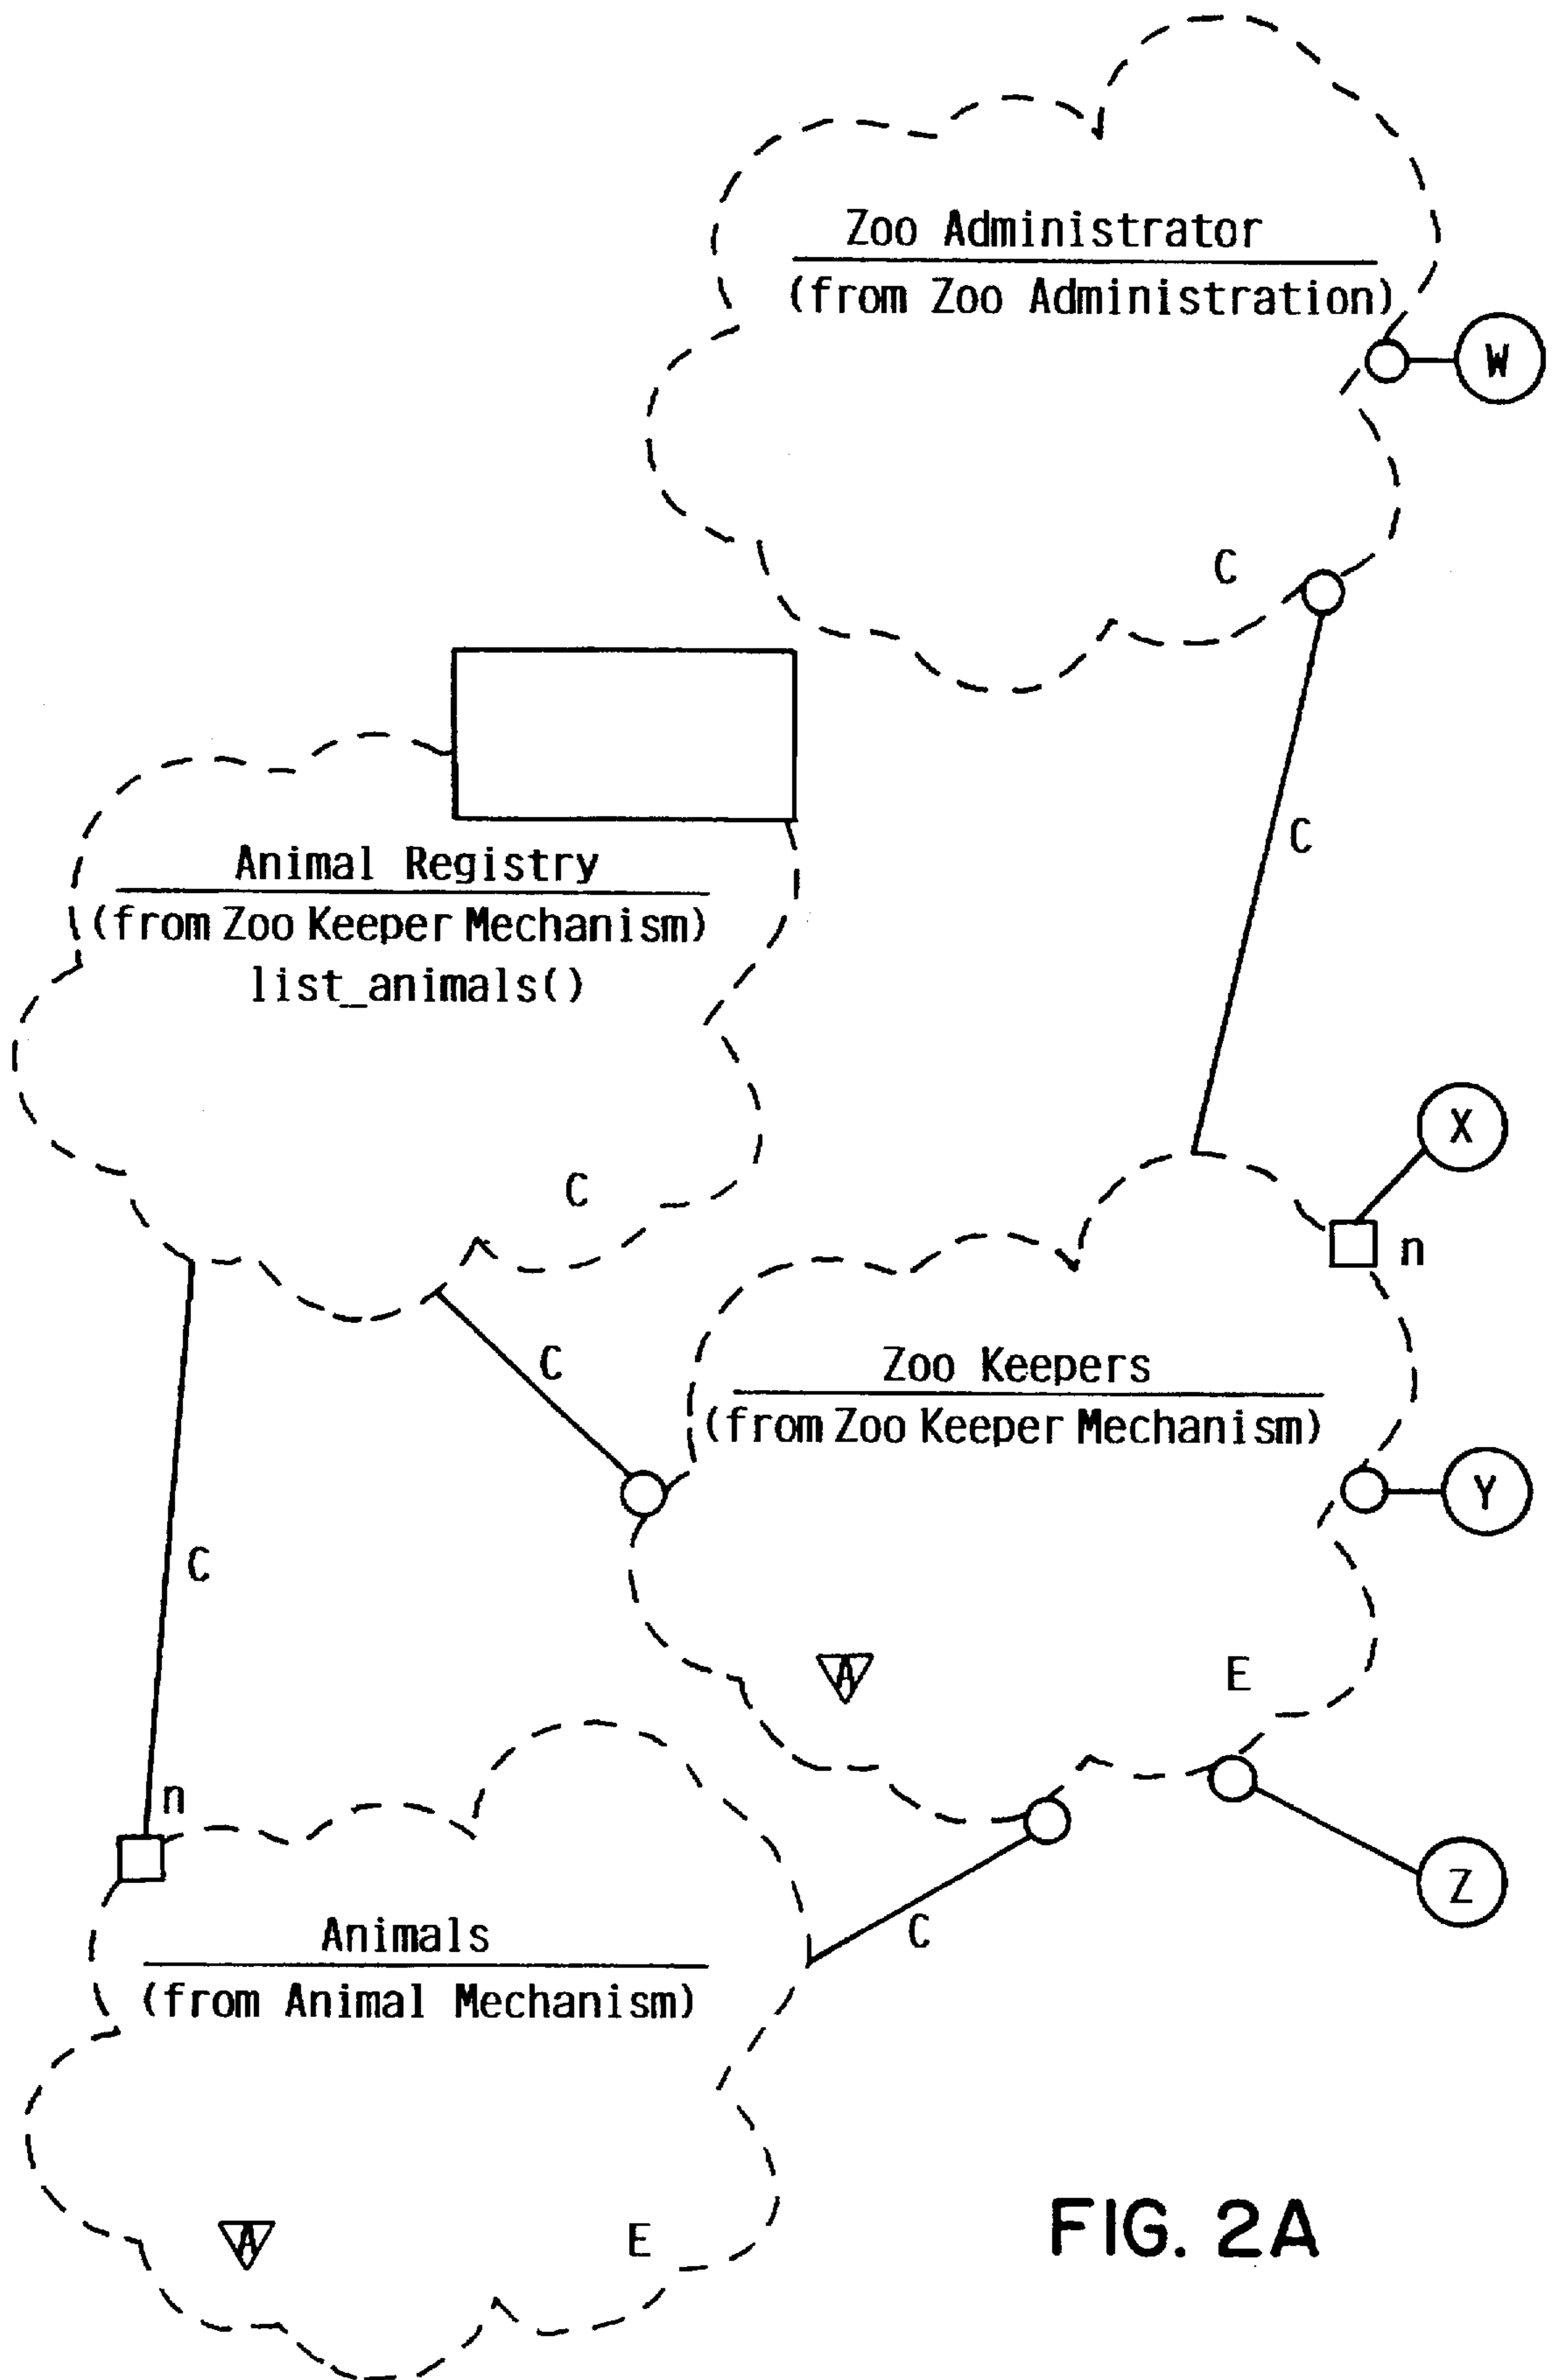 Zoo Administrator
(from Zoo Administration)
W
C
C
Animal Registry
(from Zoo Keeper Mechanism)
list_animals()
X
C
n
C
Zoo Keepers
(from Zoo Keeper Mechanism)
Y
C
A
E
n
Z
C
Animals
(from Animal Mechanism)
A
E
FIG. 2A